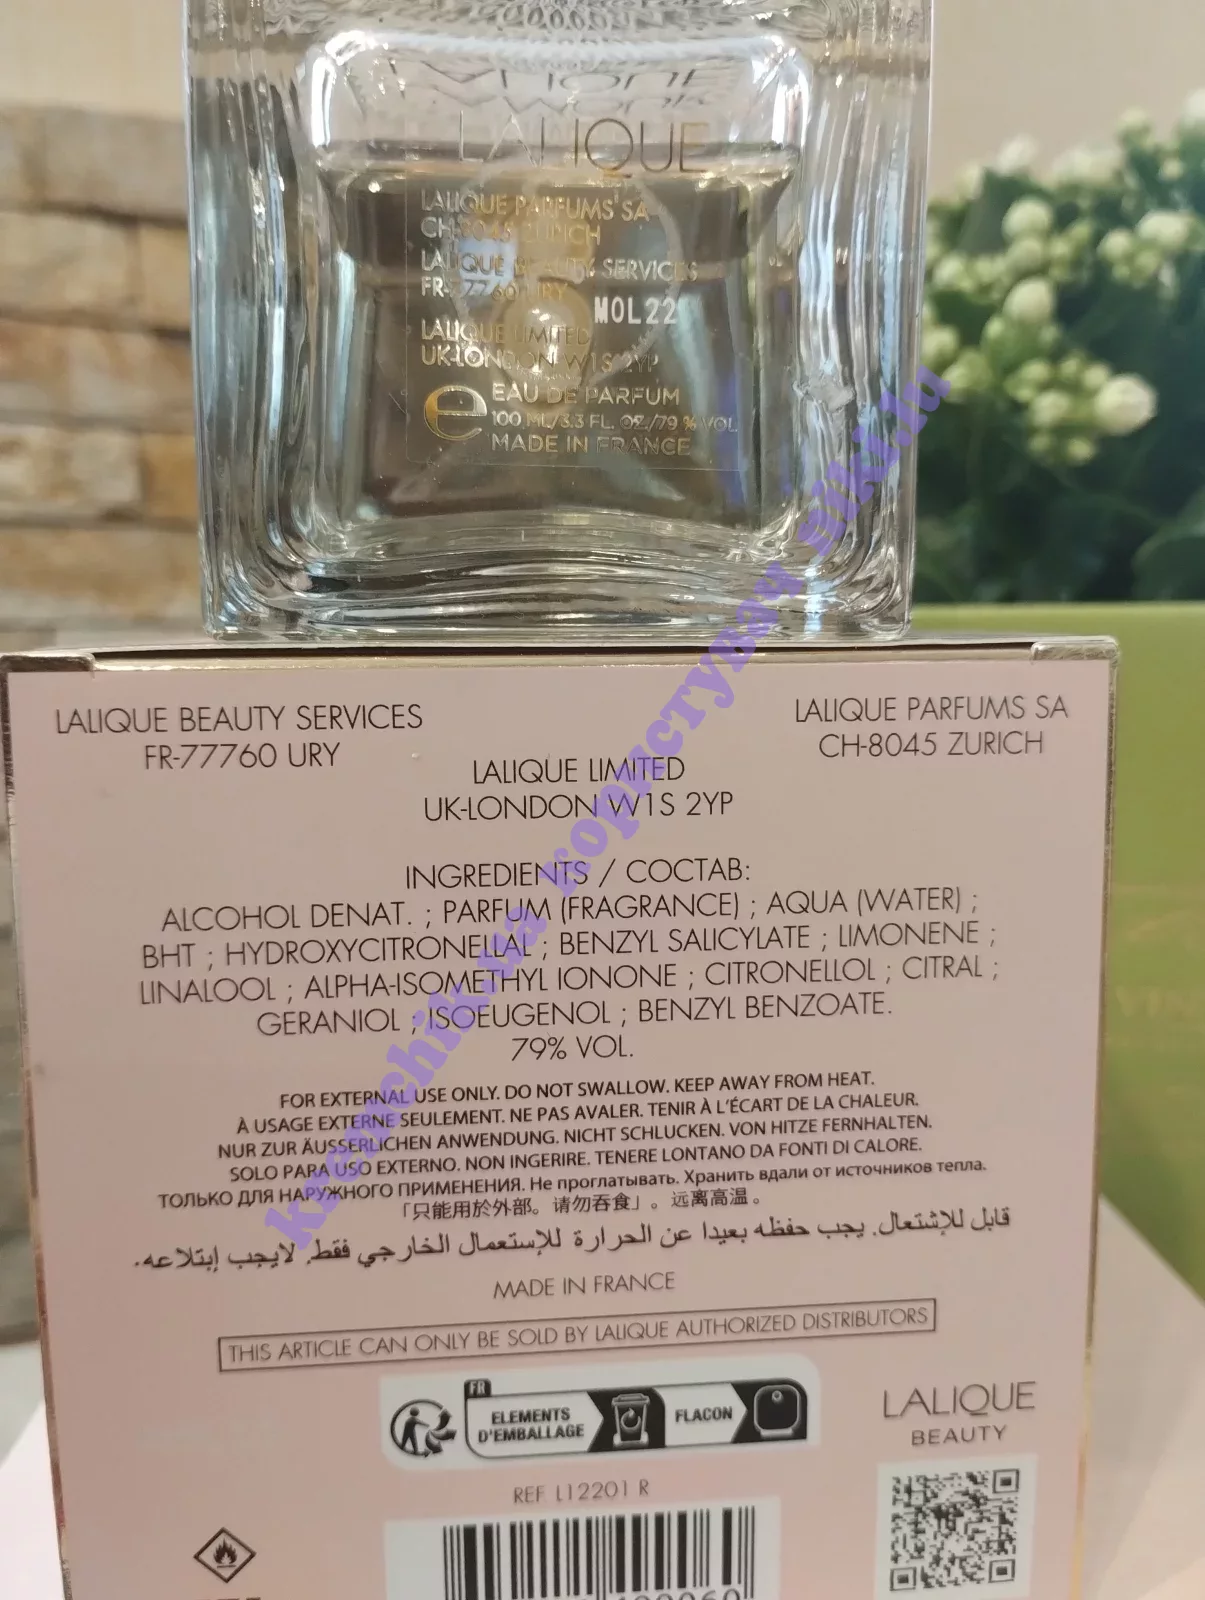 LALIQUE
LALIQUE PARFUMS SA
CH-8045 ZURICH
LALIQUE BEAUTY SERVICES
FR-77760 URY
M0L22
LALIQUE LIMITED
UK-LONDON W1S 2YP
e EAU DE PARFUM
100 ML/3.3 FL. OZ./79 % VOL.
MADE IN FRANCE
LALIQUE BEAUTY SERVICES
FR-77760 URY
LALIQUE PARFUMS SA
CH-8045 ZURICH
LALIQUE LIMITED
UK-LONDON W1S 2YP
INGREDIENTS / СОСТАВ:
ALCOHOL DENAT. ; PARFUM (FRAGRANCE) ; AQUA (WATER) ;
BHT ; HYDROXYCITRONELLAL ; BENZYL SALICYLATE ; LIMONENE ;
LINALOOL ; ALPHA-ISOMETHYL IONONE ; CITRONELLOL ; CITRAL ;
GERANIOL ; ISOEUGENOL ; BENZYL BENZOATE.
79% VOL.
FOR EXTERNAL USE ONLY. DO NOT SWALLOW. KEEP AWAY FROM HEAT.
À USAGE EXTERNE SEULEMENT. NE PAS AVALER. TENIR À L'ÉCART DE LA CHALEUR.
NUR ZUR ÄUSSERLICHEN ANWENDUNG. NICHT SCHLUCKEN. VON HITZE FERNHALTEN.
SOLO PARA USO EXTERNO. NON INGERIRE. TENERE LONTANO DA FONTI DI CALORE.
ТОЛЬКО ДЛЯ НАРУЖНОГО ПРИМЕНЕНИЯ. Не проглатывать. Хранить вдали от источников тепла.
「只能用於外部。请勿吞食」。远离高温。
قابل للإشتعال. يجب حفظه بعيدا عن الحرارة للإستعمال الخارجي فقط. لايجب إبتلاعه.
MADE IN FRANCE
THIS ARTICLE CAN ONLY BE SOLD BY LALIQUE AUTHORIZED DISTRIBUTORS
FR
ELEMENTS
D'EMBALLAGE
FLACON
LALIQUE
BEAUTY
REF L12201 R
kremchik.ua користувач niki.lu